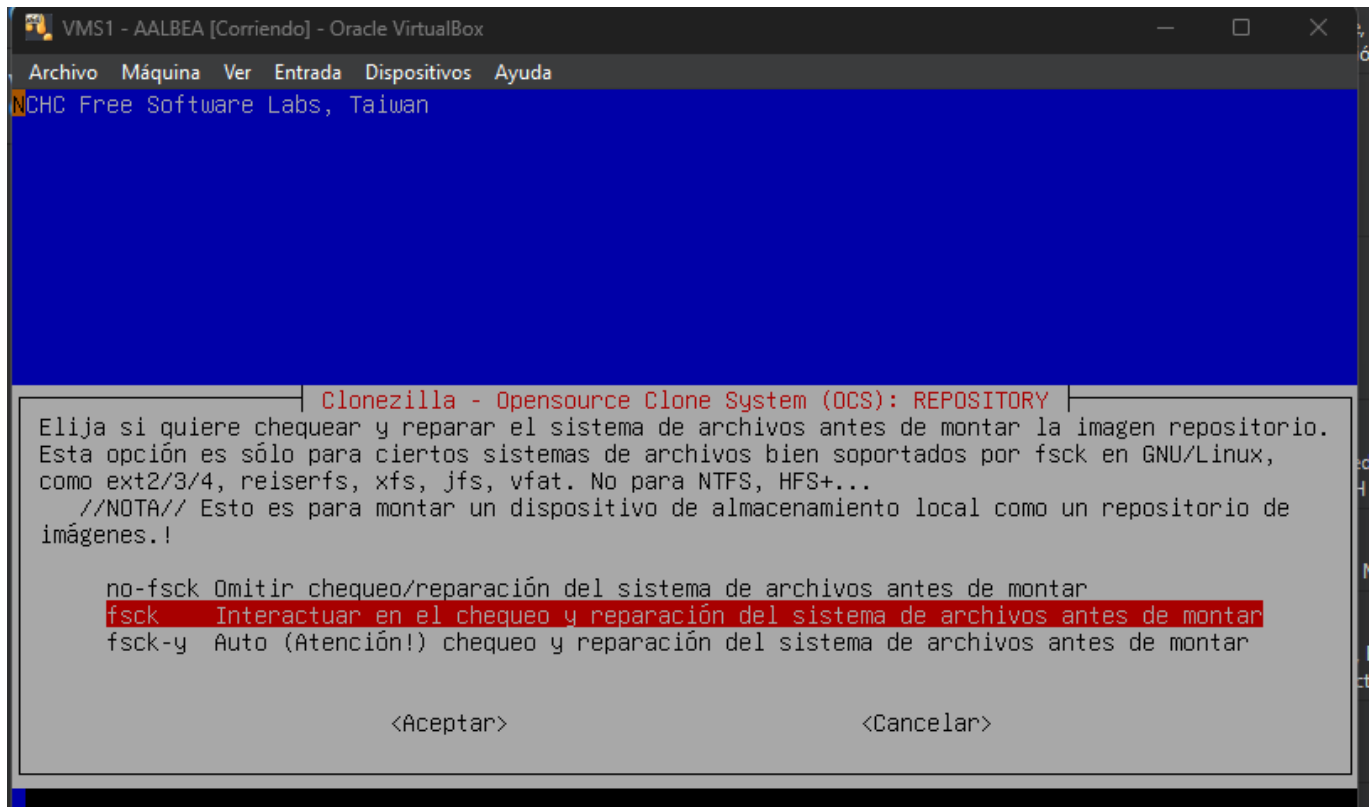 VMS1 - AALBEA [Corriendo] - Oracle VirtualBox
Archivo Máquina Ver Entrada Dispositivos Ayuda
NCHC Free Software Labs, Taiwan
Clonezilla - Opensource Clone System (OCS): REPOSITORY
Elija si quiere chequear y reparar el sistema de archivos antes de montar la imagen repositorio.
Esta opción es sólo para ciertos sistemas de archivos bien soportados por fsck en GNU/Linux,
como ext2/3/4, reiserfs, xfs, jfs, vfat. No para NTFS, HFS+...
//NOTA// Esto es para montar un dispositivo de almacenamiento local como un repositorio de
imágenes.!
no-fsck Omitir chequeo/reparación del sistema de archivos antes de montar
fsck Interactuar en el chequeo y reparación del sistema de archivos antes de montar
fsck-y Auto (Atención!) chequeo y reparación del sistema de archivos antes de montar
<Aceptar> <Cancelar>